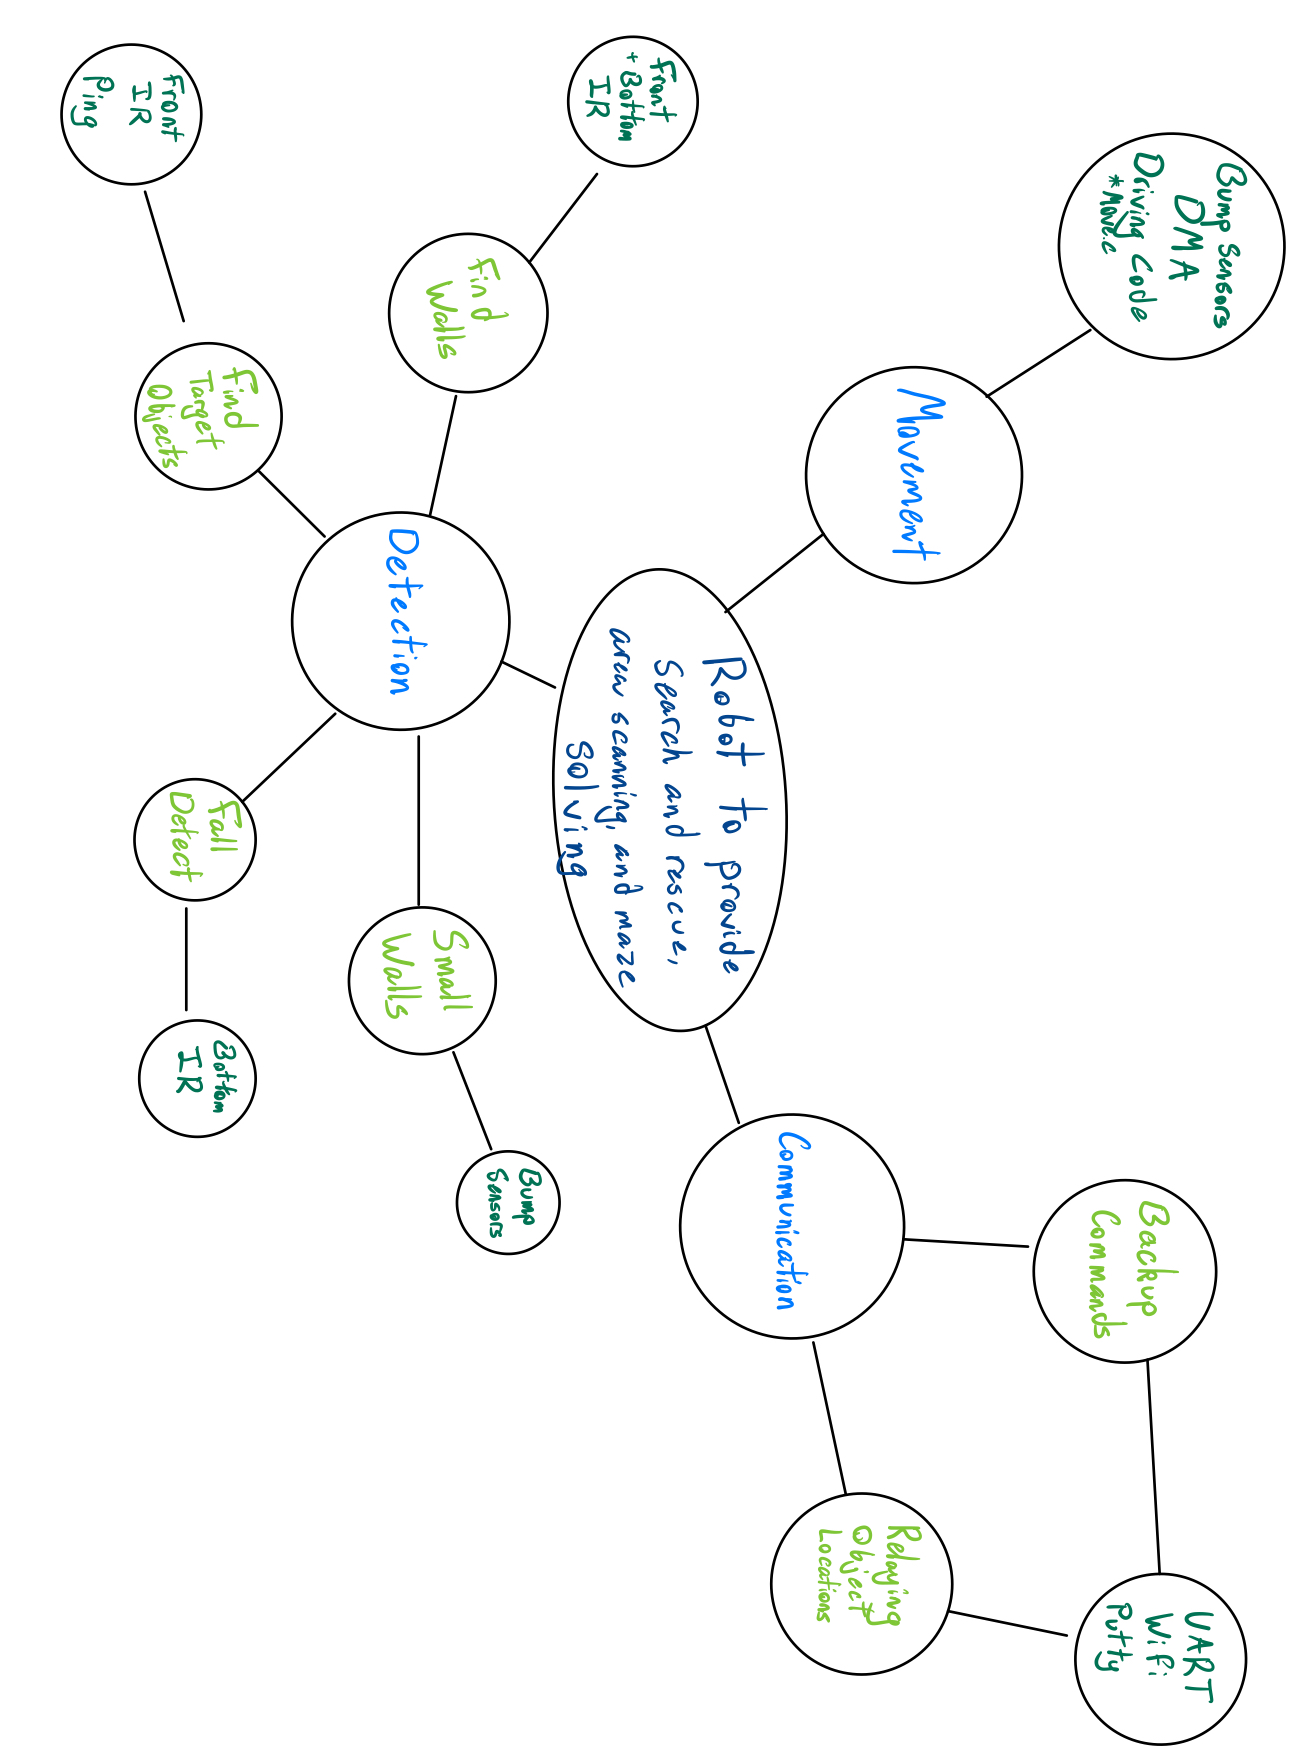 Robot to provide
Search and rescue,
area scanning, and maze
solving
Movement
Bump Sensors
DMA
Driving Code
*Move.c
Detection
Find
Walls
Front
+ Bottom
IR
Find
Target
Objects
Front
IR
Ping
Fall
Detect
Bottom
IR
Small
Walls
Bump
Sensors
Communication
Backup
Commands
Relaying
Object
Locations
UART
WiFi
Putty